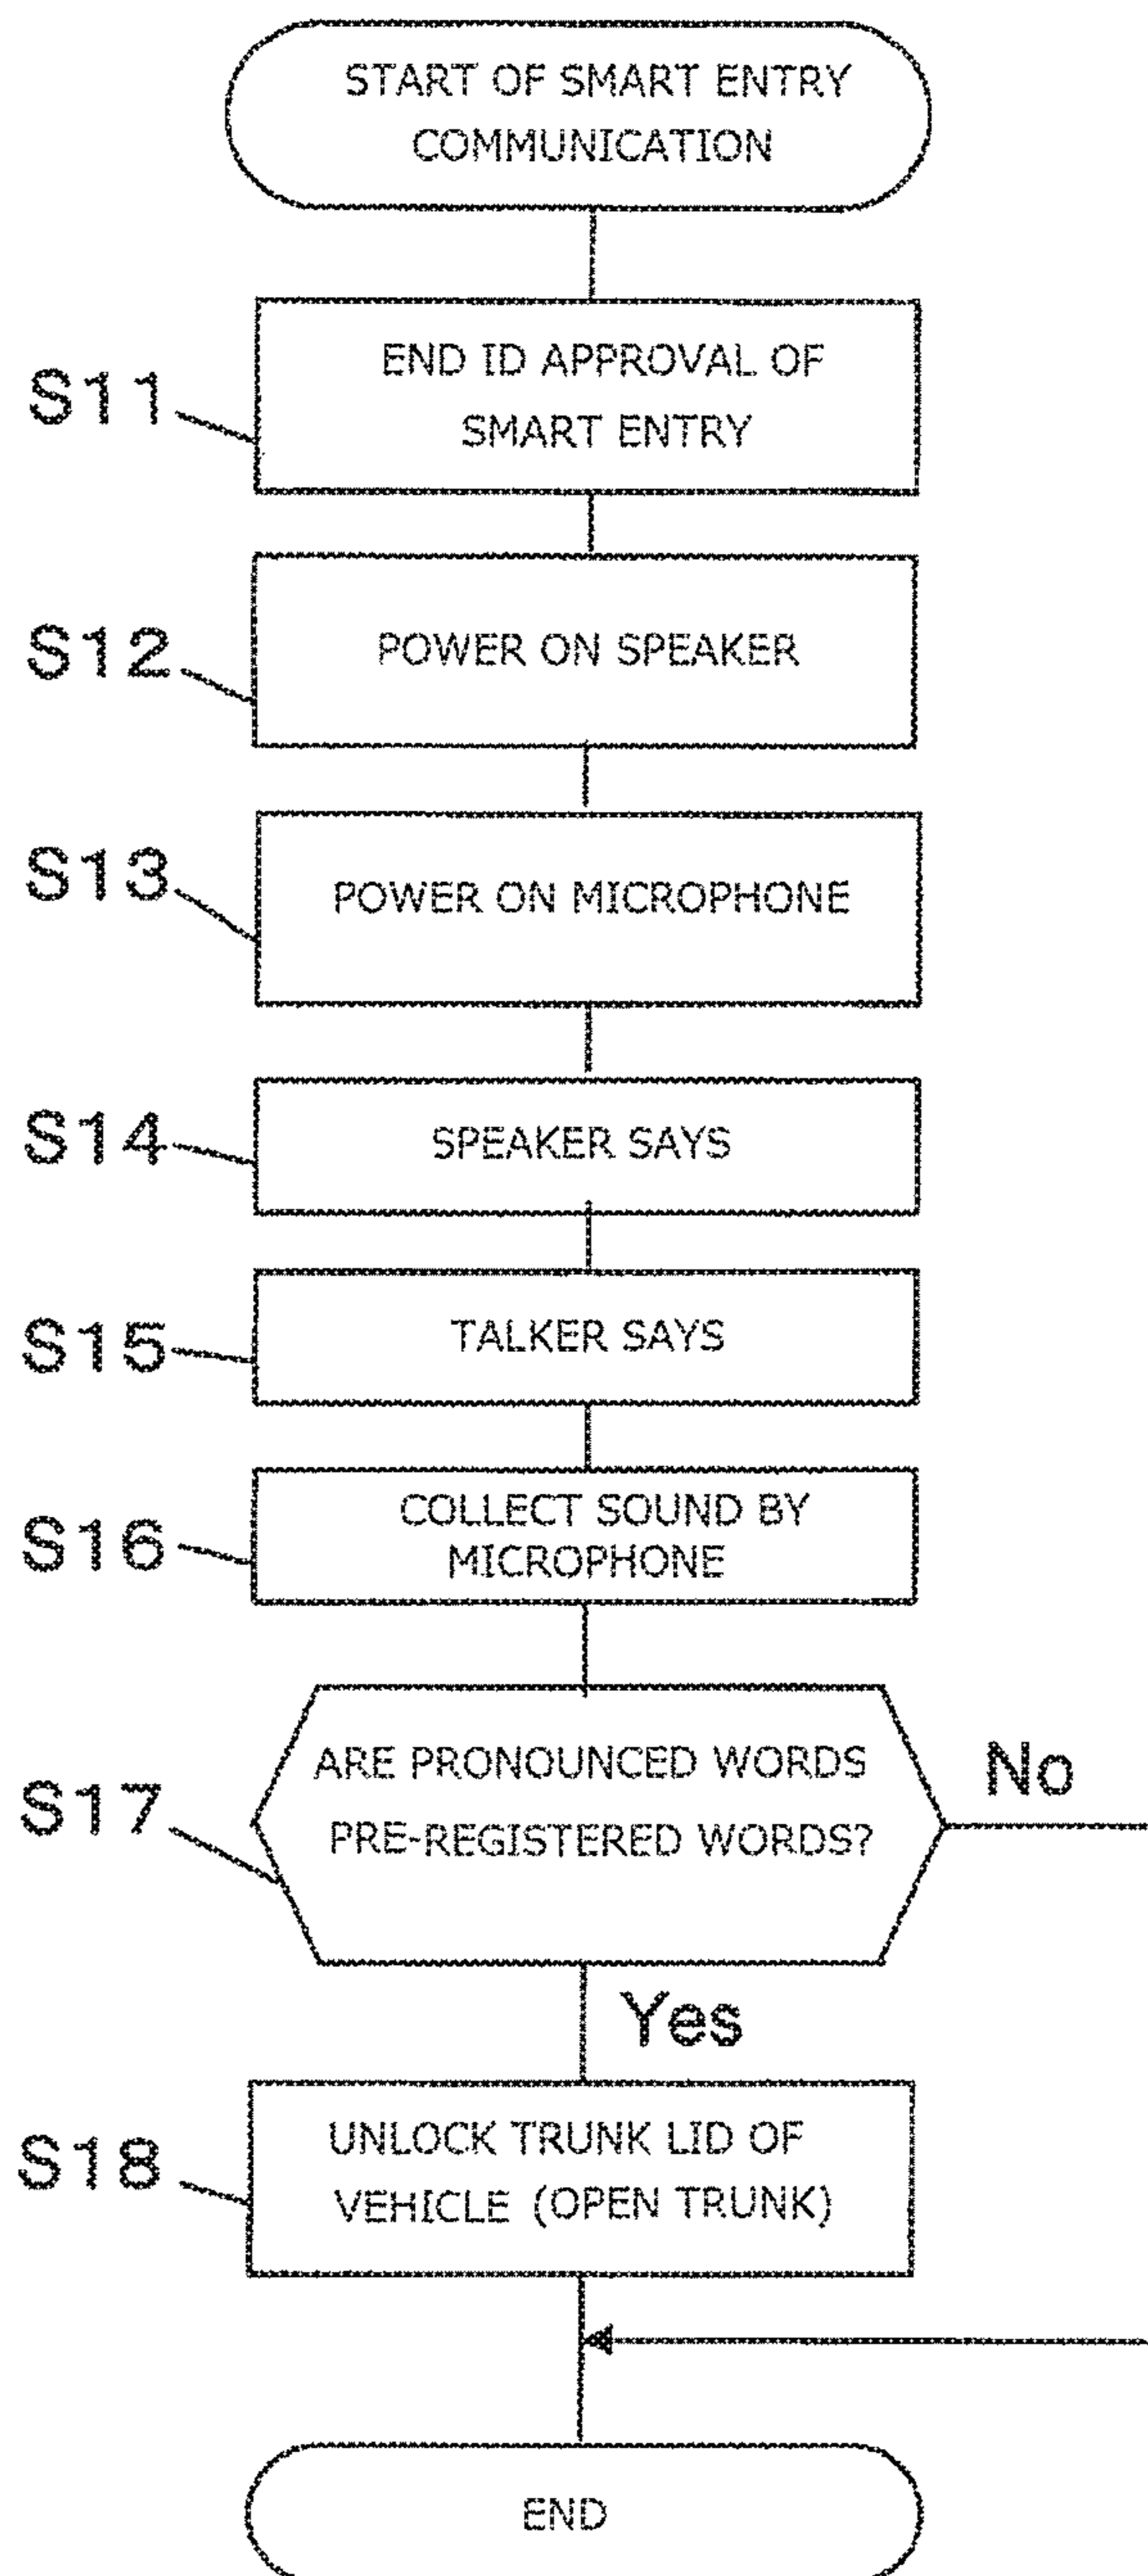 START OF SMART ENTRY
COMMUNICATION
S11
END ID APPROVAL OF
SMART ENTRY
S12
POWER ON SPEAKER
S13
POWER ON MICROPHONE
S14
SPEAKER SAYS
S15
TALKER SAYS
S16
COLLECT SOUND BY
MICROPHONE
S17
ARE PRONOUNCED WORDS
PRE-REGISTERED WORDS?
No
Yes
S18
UNLOCK TRUNK LID OF
VEHICLE (OPEN TRUNK)
END